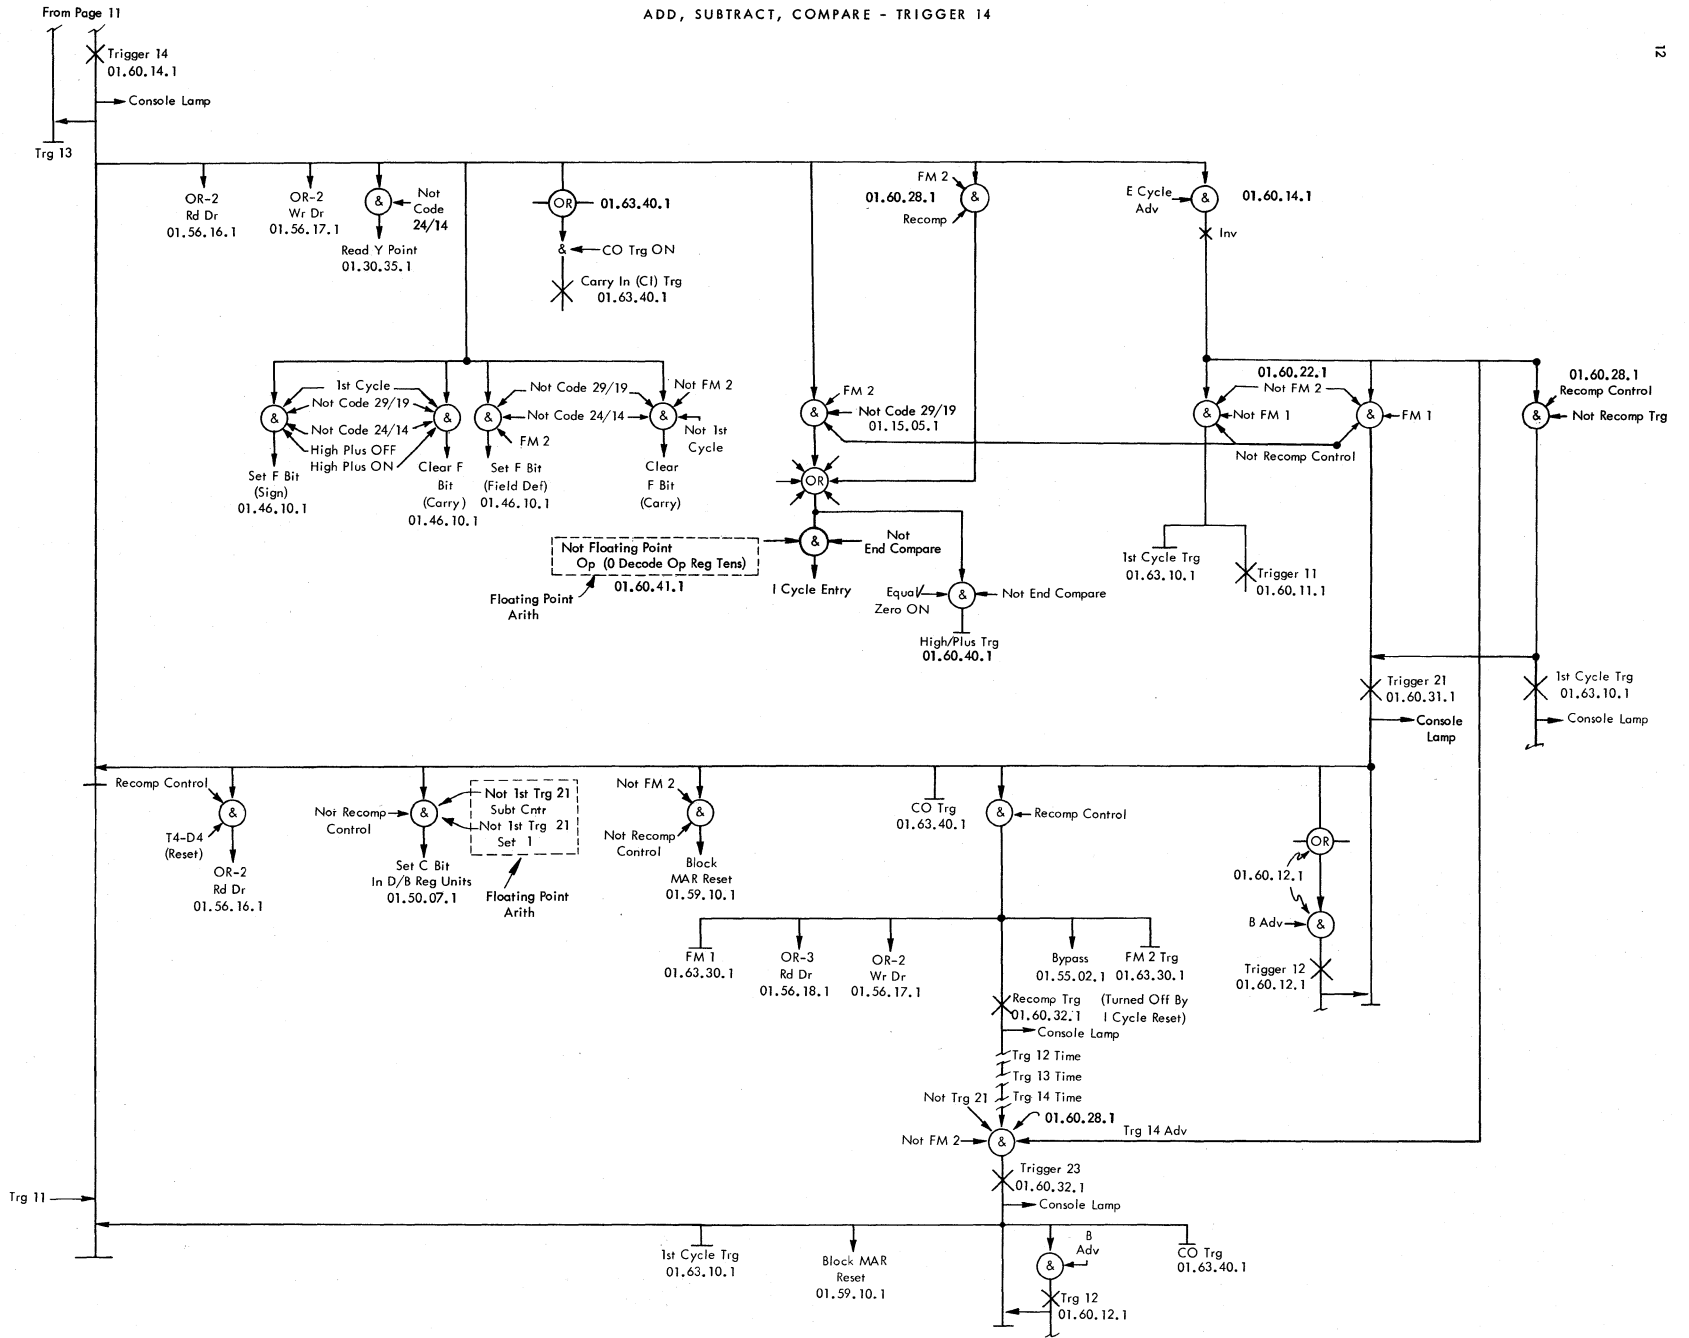 From Page 11
ADD, SUBTRACT, COMPARE - TRIGGER 14
12
Trigger 14
01.60.14.1
Console Lamp
Trg 13
OR-2
Rd Dr
01.56.16.1
OR-2
Wr Dr
01.56.17.1
&
Not
Code
24/14
Read Y Point
01.30.35.1
OR
01.63.40.1
&
CO Trg ON
Carry In (CI) Trg
01.63.40.1
FM 2
01.60.28.1
&
Recomp
E Cycle
Adv
&
01.60.14.1
Inv
1st Cycle
Not Code 29/19
&
&
Not Code 24/14
High Plus OFF
High Plus ON
Set F Bit
(Sign)
01.46.10.1
Clear F
Bit
(Carry)
01.46.10.1
Not Code 29/19
&
Not Code 24/14
&
FM 2
Set F Bit
(Field Def)
01.46.10.1
Not FM 2
Not 1st
Cycle
Clear
F Bit
(Carry)
FM 2
&
Not Code 29/19
01.15.05.1
OR
01.60.22.1
Not FM 2
&
Not FM 1
&
FM 1
Not Recomp Control
01.60.28.1
Recomp Control
&
Not Recomp Trg
Not Floating Point
Op (0 Decode Op Reg Tens)
01.60.41.1
Floating Point
Arith
&
Not
End Compare
I Cycle Entry
Equal/
Zero ON
&
Not End Compare
High/Plus Trg
01.60.40.1
1st Cycle Trg
01.63.10.1
Trigger 11
01.60.11.1
Trigger 21
01.60.31.1
Console
Lamp
1st Cycle Trg
01.63.10.1
Console Lamp
Recomp Control
&
T4-D4
(Reset)
OR-2
Rd Dr
01.56.16.1
Not Recomp
Control
&
Not 1st Trg 21
Subt Cntr
Not 1st Trg 21
Set 1
Set C Bit
In D/B Reg Units
01.50.07.1
Floating Point
Arith
Not FM 2
&
Not Recomp
Control
Block
MAR Reset
01.59.10.1
CO Trg
01.63.40.1
&
Recomp Control
OR
01.60.12.1
B Adv
&
Trigger 12
01.60.12.1
FM 1
01.63.30.1
OR-3
Rd Dr
01.56.18.1
OR-2
Wr Dr
01.56.17.1
Bypass
01.55.02.1
FM 2 Trg
01.63.30.1
(Turned Off By
I Cycle Reset)
Recomp Trg
01.60.32.1
Console Lamp
Trg 12 Time
Trg 13 Time
Trg 14 Time
Not Trg 21
01.60.28.1
Not FM 2
&
Trg 14 Adv
Trigger 23
01.60.32.1
Console Lamp
Trg 11
1st Cycle Trg
01.63.10.1
Block MAR
Reset
01.59.10.1
B
Adv
&
Trg 12
01.60.12.1
CO Trg
01.63.40.1